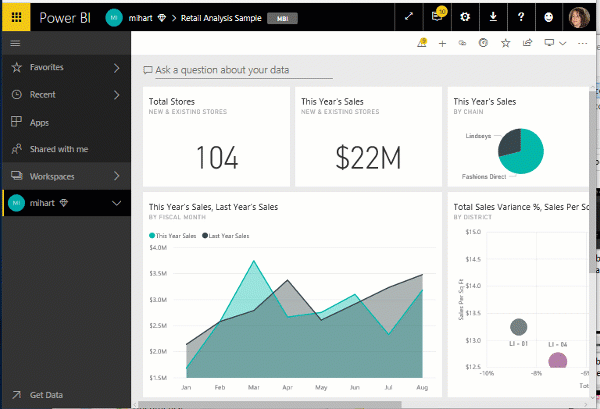 Power BI
MI
mihart
Retail Analysis Sample
MBI
10
?
Favorites
Recent
Apps
Shared with me
Workspaces
MI
mihart
Get Data
Ask a question about your data
Total Stores
NEW & EXISTING STORES
104
This Year's Sales
NEW & EXISTING STORES
$22M
This Year's Sales
BY CHAIN
Lindseys
Fashions Direct
This Year's Sales, Last Year's Sales
BY FISCAL MONTH
This Year Sales Last Year Sales
$4.0M
$3.5M
$3.0M
$2.5M
$2.0M
$1.5M
Jan Feb Mar Apr May Jun Jul Aug
Total Sales Variance %, Sales Per Sq
BY DISTRICT
Sales Per Sq Ft
$15.0
$14.5
$14.0
$13.5
$13.0
$12.5
LI - 01
LI - 04
-10% -8%